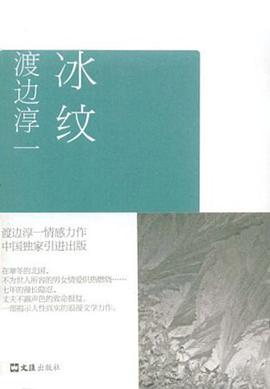 冰纹
渡边淳一
渡边淳一情感力作
中国独家引进出版
在寒冬的北国,
不为世人所容的男女情爱炽热燃烧……
七年的漫长隐忍,
丈夫不露声色的致命报复,
一部揭示人性真实的浪漫文学力作。
文汇出版社